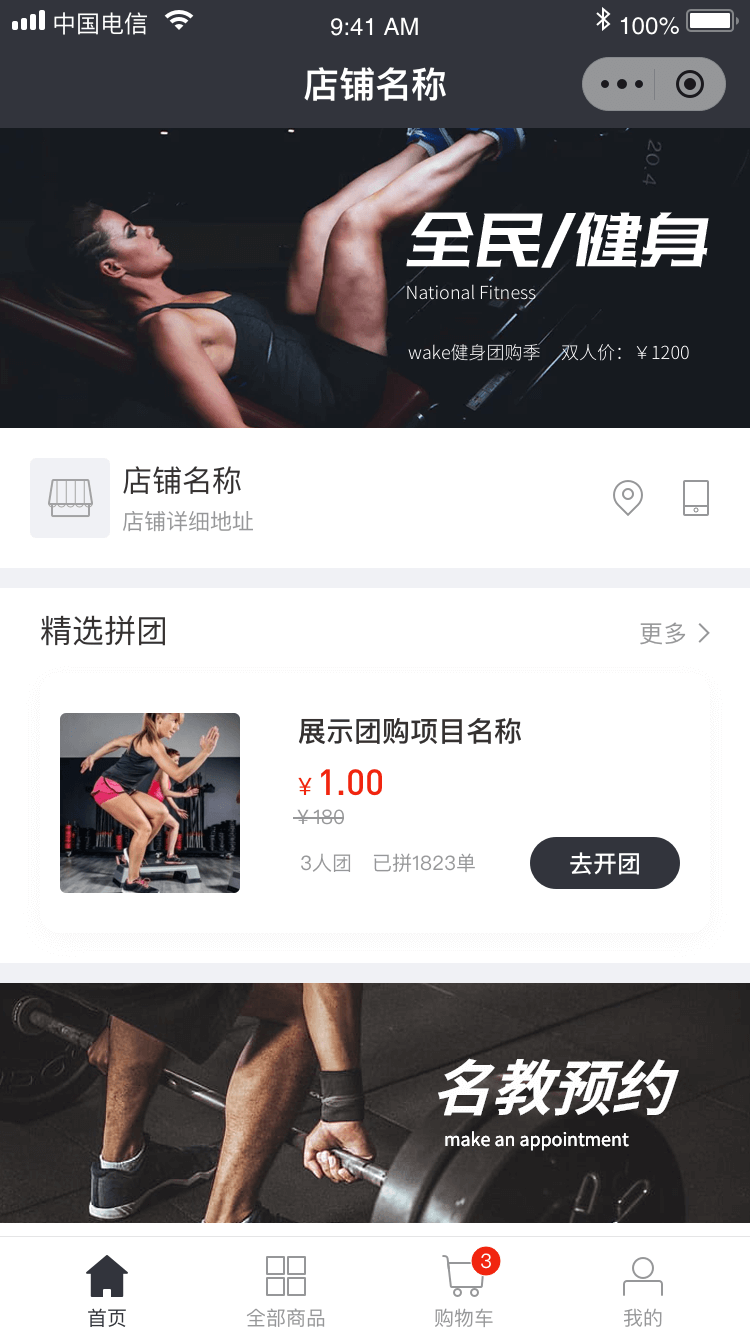 中国电信
9:41 AM
100%
店铺名称
20.4
全民/健身
National Fitness
wake健身团购季 双人价：￥1200
店铺名称
店铺详细地址
精选拼团
更多
展示团购项目名称
￥1.00
￥180
3人团 已拼1823单
去开团
名教预约
make an appointment
3
首页
全部商品
购物车
我的